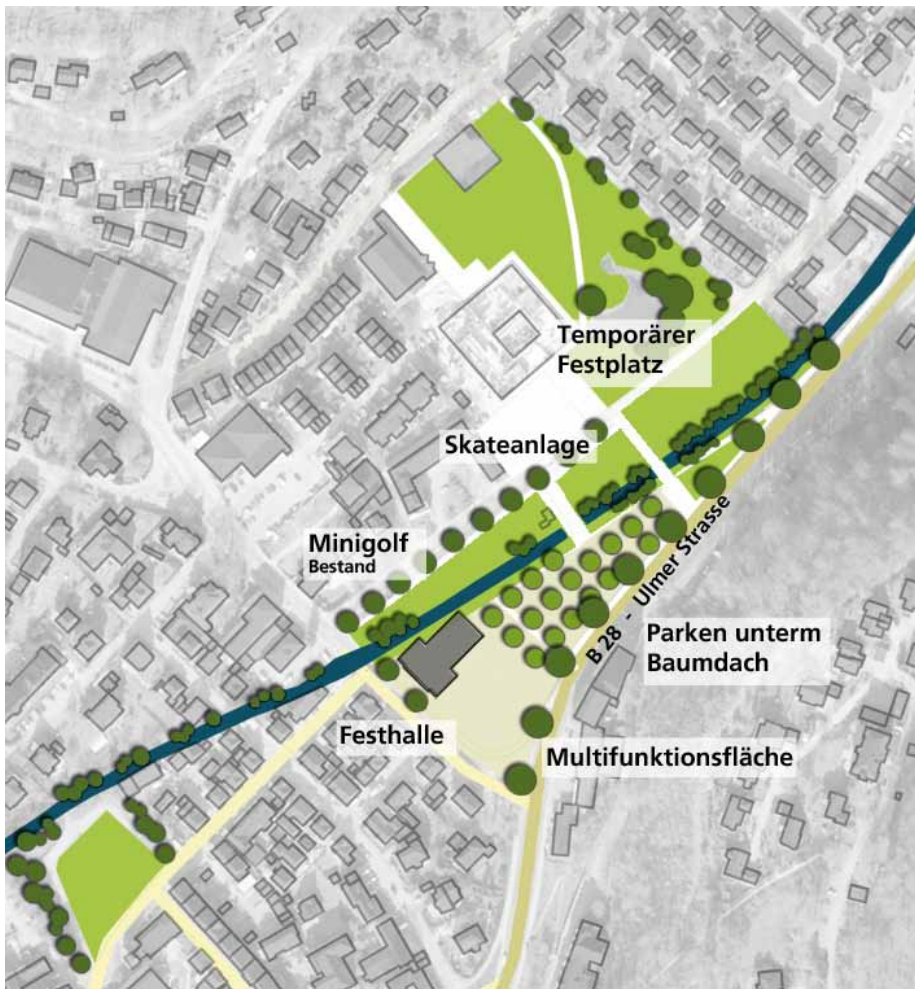 Temporärer
Festplatz
Skateanlage
Minigolf
Bestand
B 28 - Ulmer Strasse
Parken unterm
Baumdach
Festhalle
Multifunktionsfläche